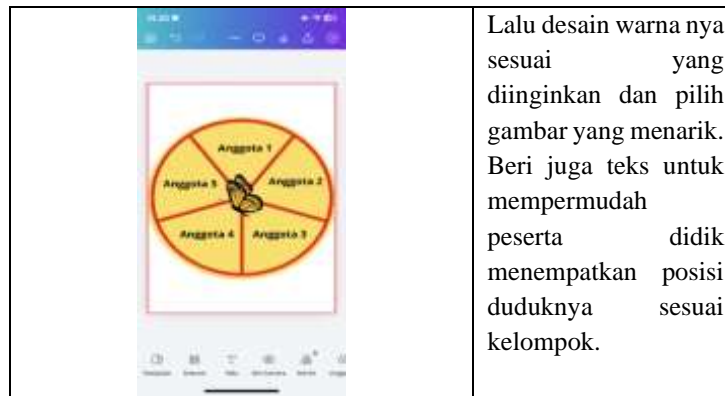 Anggota 1
Anggota 5
Anggota 2
Anggota 4
Anggota 3
Teks
Lalu desain warna nya
sesuai yang
diinginkan dan pilih
gambar yang menarik.
Beri juga teks untuk
mempermudah
peserta didik
menempatkan posisi
duduknya sesuai
kelompok.